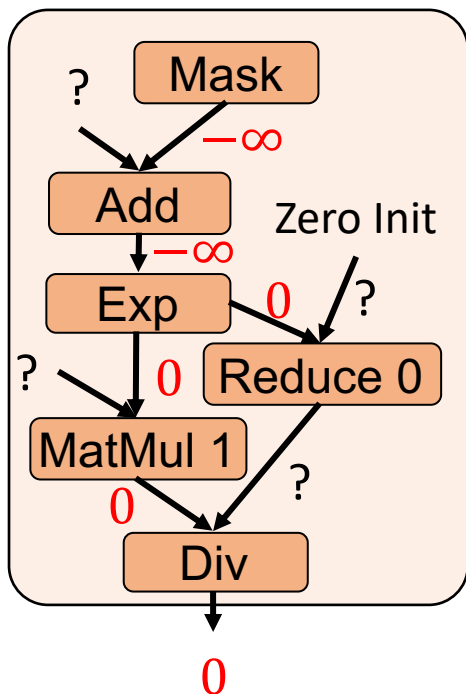 Mask
?
−∞
Add
Zero Init
−∞
Exp
0
?
?
0
Reduce 0
MatMul 1
0
?
Div
0